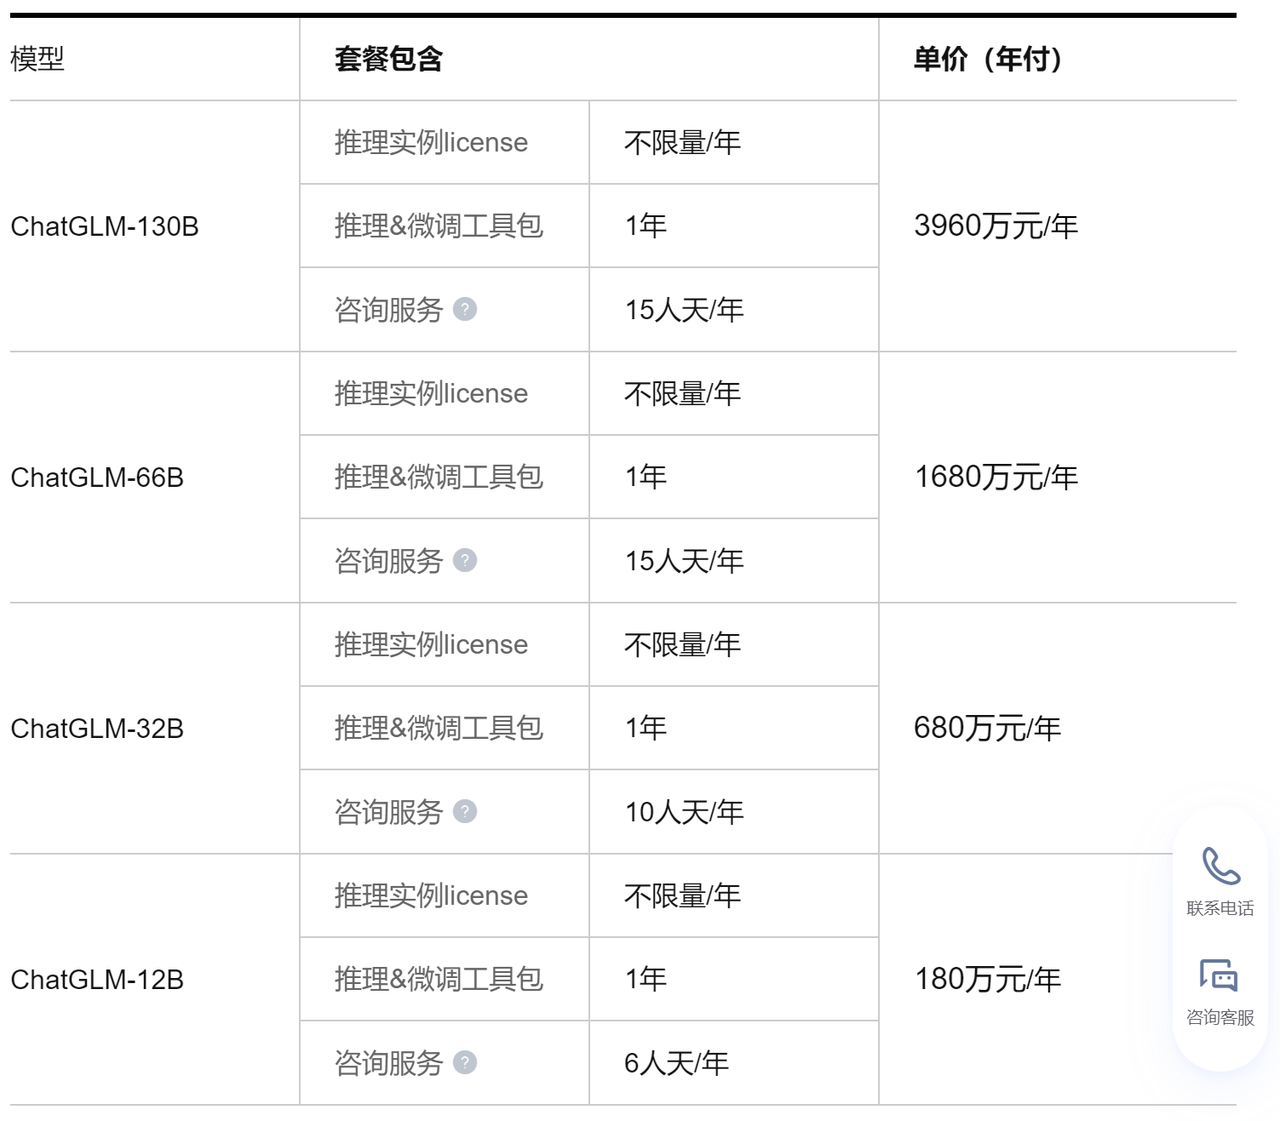 模型 套餐包含 单价（年付）
推理实例license 不限量/年
ChatGLM-130B 推理&微调工具包 1年 3960万元/年
咨询服务 ? 15人天/年
推理实例license 不限量/年
ChatGLM-66B 推理&微调工具包 1年 1680万元/年
咨询服务 ? 15人天/年
推理实例license 不限量/年
ChatGLM-32B 推理&微调工具包 1年 680万元/年
咨询服务 ? 10人天/年
推理实例license 不限量/年
ChatGLM-12B 推理&微调工具包 1年 180万元/年
咨询服务 ? 6人天/年
联系电话
咨询客服